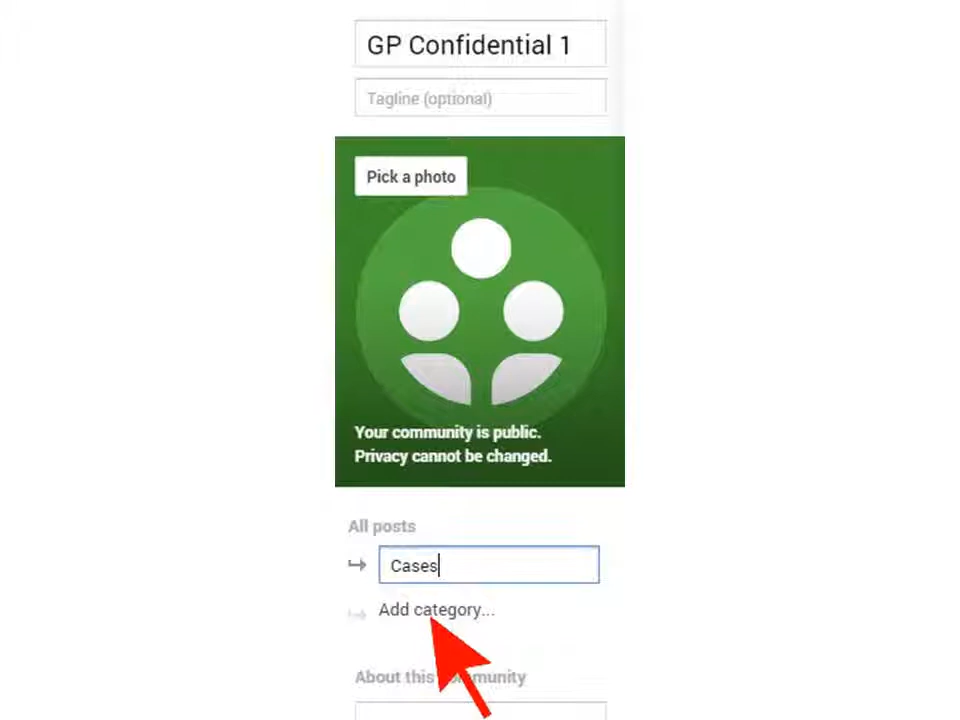 GP Confidential 1
Tagline (optional)
Pick a photo
Your community is public.
Privacy cannot be changed.
All posts
Cases
Add category...
About this community